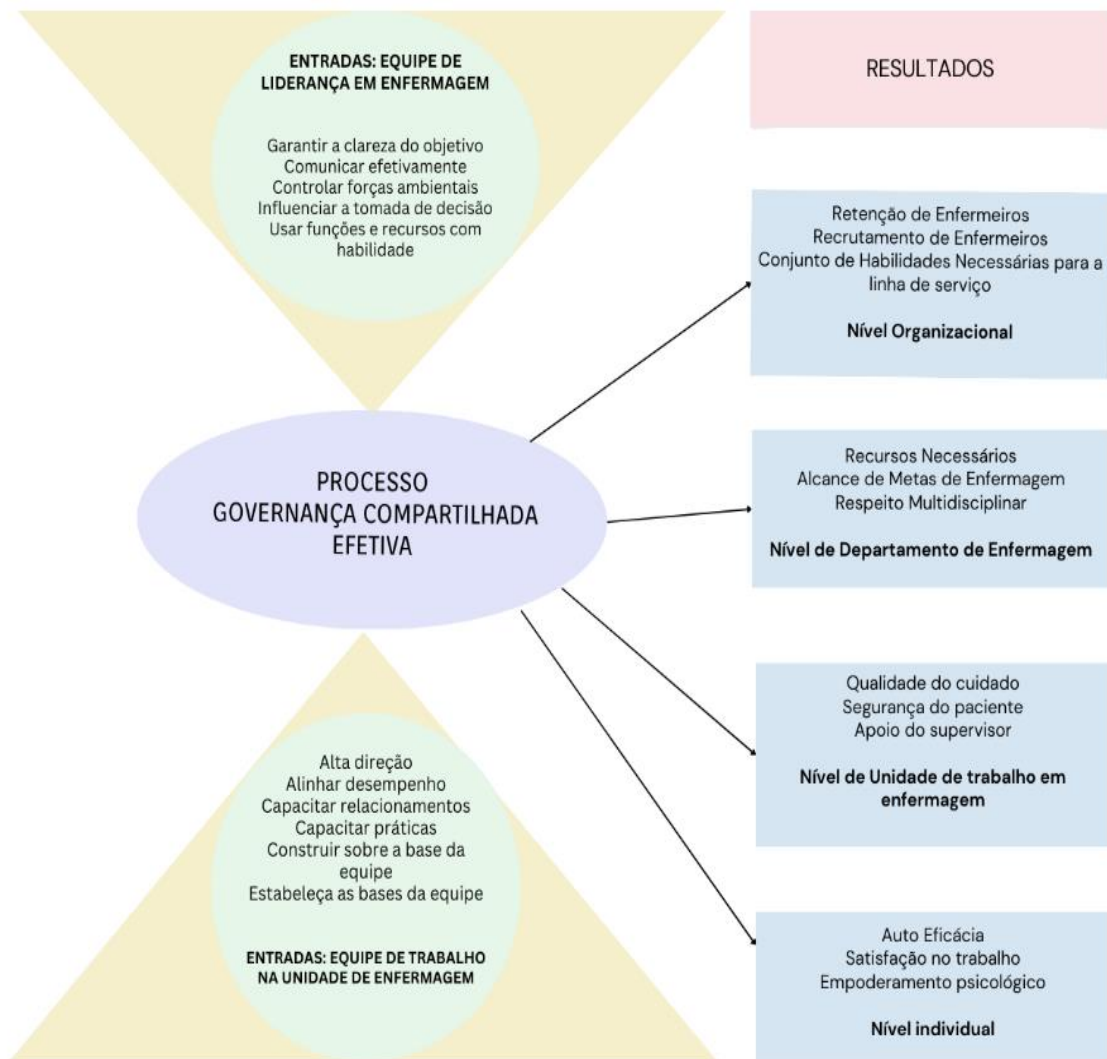 ENTRADAS: EQUIPE DE
LIDERANÇA EM ENFERMAGEM
Garantir a clareza do objetivo
Comunicar efetivamente
Controlar forças ambientais
Influenciar a tomada de decisão
Usar funções e recursos com
habilidade
PROCESSO
GOVERNANÇA COMPARTILHADA
EFETIVA
Alta direção
Alinhar desempenho
Capacitar relacionamentos
Capacitar práticas
Construir sobre a base da
equipe
Estabeleça as bases da equipe
ENTRADAS: EQUIPE DE TRABALHO
NA UNIDADE DE ENFERMAGEM
RESULTADOS
Retenção de Enfermeiros
Recrutamento de Enfermeiros
Conjunto de Habilidades Necessárias para a
linha de serviço
Nível Organizacional
Recursos Necessários
Alcance de Metas de Enfermagem
Respeito Multidisciplinar
Nível de Departamento de Enfermagem
Qualidade do cuidado
Segurança do paciente
Apoio do supervisor
Nível de Unidade de trabalho em
enfermagem
Auto Eficácia
Satisfação no trabalho
Empoderamento psicológico
Nível individual